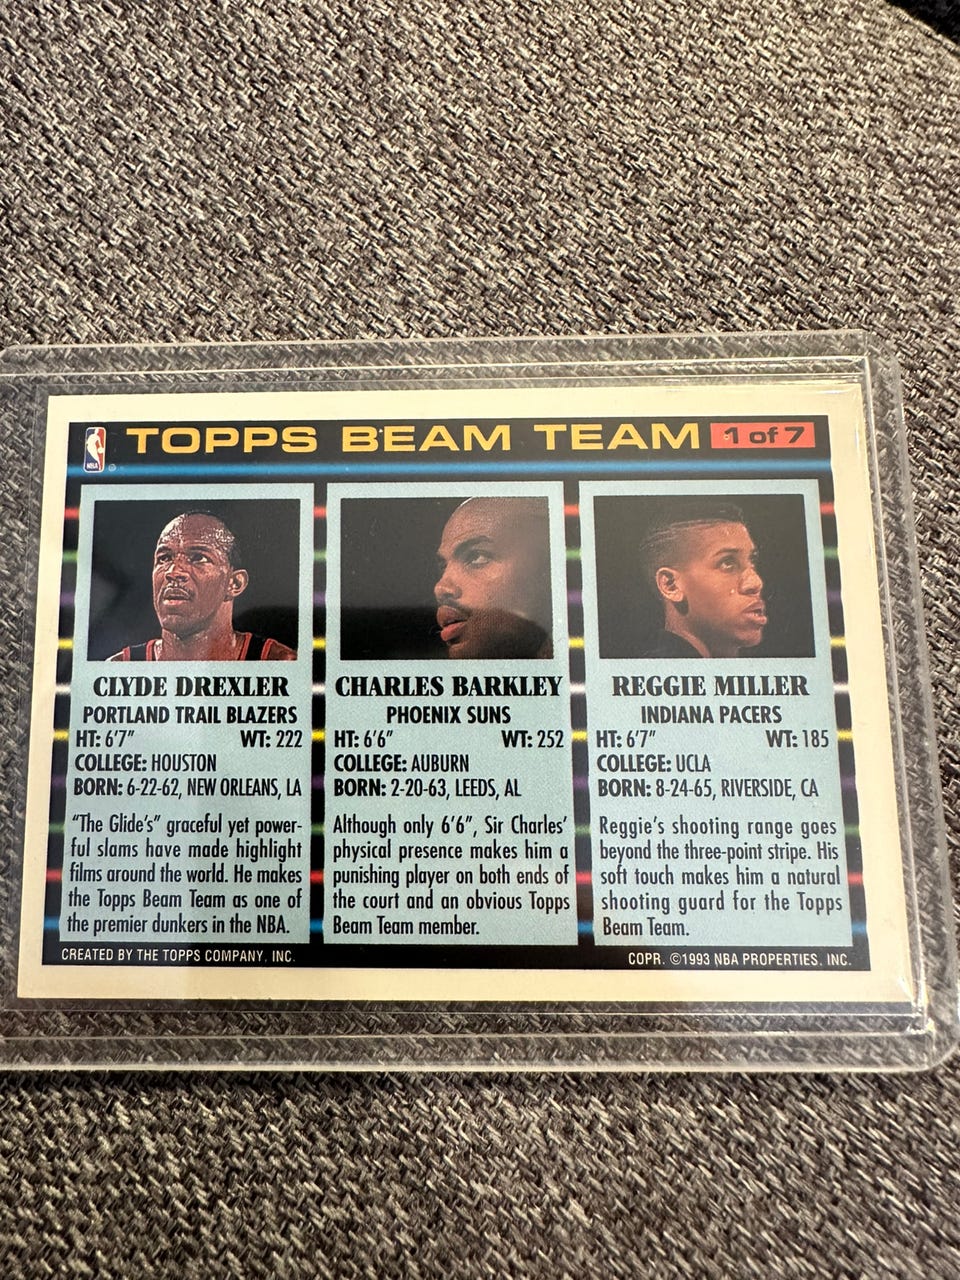 TOPPS BEAM TEAM 1 of 7
NBA
CLYDE DREXLER
PORTLAND TRAIL BLAZERS
HT: 6'7" WT: 222
COLLEGE: HOUSTON
BORN: 6-22-62, NEW ORLEANS, LA
"The Glide's" graceful yet power-
ful slams have made highlight
films around the world. He makes
the Topps Beam Team as one of
the premier dunkers in the NBA.
CHARLES BARKLEY
PHOENIX SUNS
HT: 6'6" WT: 252
COLLEGE: AUBURN
BORN: 2-20-63, LEEDS, AL
Although only 6'6", Sir Charles'
physical presence makes him a
punishing player on both ends of
the court and an obvious Topps
Beam Team member.
REGGIE MILLER
INDIANA PACERS
HT: 6'7" WT: 185
COLLEGE: UCLA
BORN: 8-24-65, RIVERSIDE, CA
Reggie's shooting range goes
beyond the three-point stripe. His
soft touch makes him a natural
shooting guard for the Topps
Beam Team.
CREATED BY THE TOPPS COMPANY, INC.
COPR. ©1993 NBA PROPERTIES, INC.